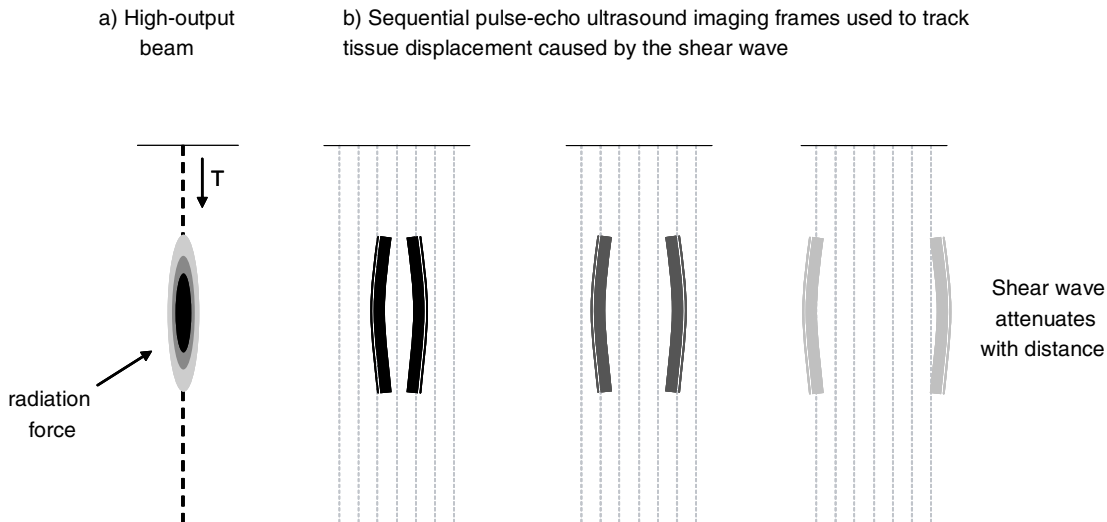 a) High-output
beam
b) Sequential pulse-echo ultrasound imaging frames used to track
tissue displacement caused by the shear wave
T
radiation
force
Shear wave
attenuates
with distance